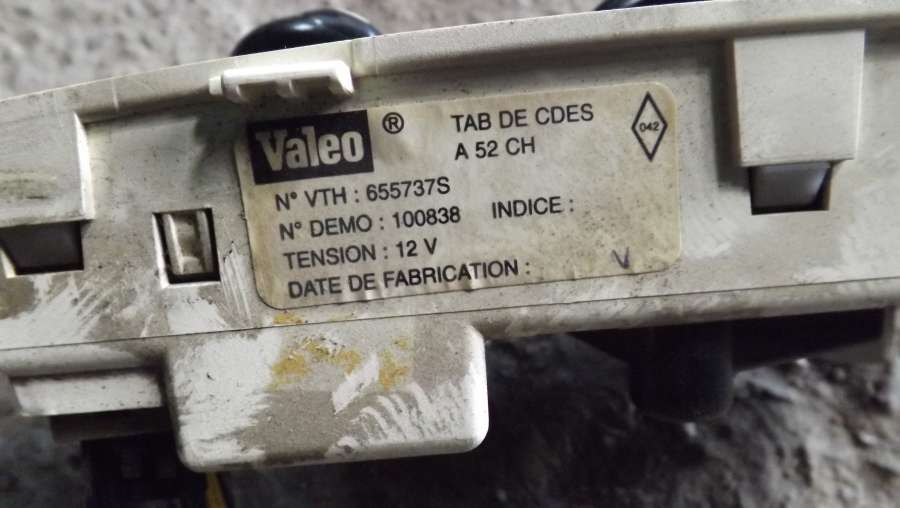 Valeo ® TAB DE CDES
A 52 CH
042
N° VTH : 655737S
N° DEMO : 100838 INDICE :
TENSION : 12 V
DATE DE FABRICATION : V